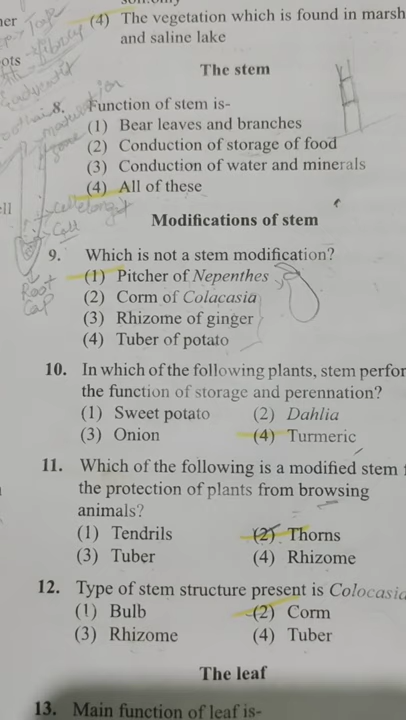 (4) The vegetation which is found in marsh
and saline lake
The stem
8. Function of stem is-
(1) Bear leaves and branches
(2) Conduction of storage of food
(3) Conduction of water and minerals
(4) All of these
Modifications of stem
9. Which is not a stem modification?
(1) Pitcher of Nepenthes
(2) Corm of Colacasia
(3) Rhizome of ginger
(4) Tuber of potato
Root
Cap
Cell
10. In which of the following plants, stem perfor
the function of storage and perennation?
(1) Sweet potato (2) Dahlia
(3) Onion (4) Turmeric
11. Which of the following is a modified stem
the protection of plants from browsing
animals?
(1) Tendrils (2) Thorns
(3) Tuber (4) Rhizome
12. Type of stem structure present is Colocasia
(1) Bulb (2) Corm
(3) Rhizome (4) Tuber
The leaf
13. Main function of leaf is-